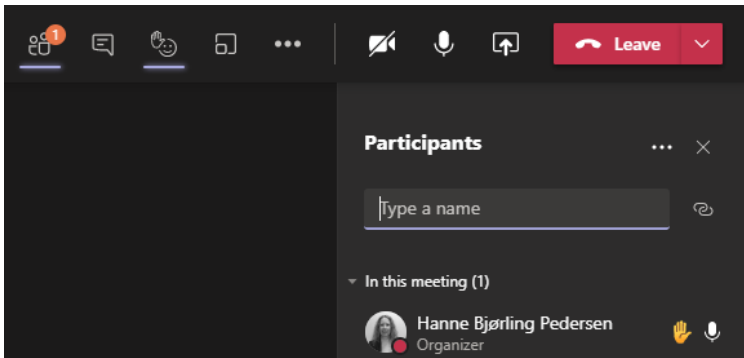 1
Leave
Participants
Type a name
In this meeting (1)
Hanne Bjørling Pedersen
Organizer